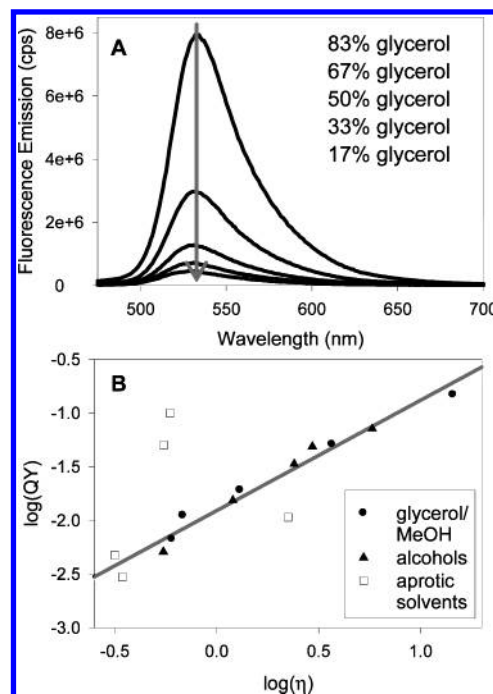 A
83% glycerol
67% glycerol
50% glycerol
33% glycerol
17% glycerol
Fluorescence Emission (cps)
8e+6
6e+6
4e+6
2e+6
0
500
550
600
650
700
Wavelength (nm)
B
log(QY)
-0.5
-1.0
-1.5
-2.0
-2.5
-3.0
glycerol/
MeOH
alcohols
aprotic
solvents
-0.5
0.0
0.5
1.0
log(η)